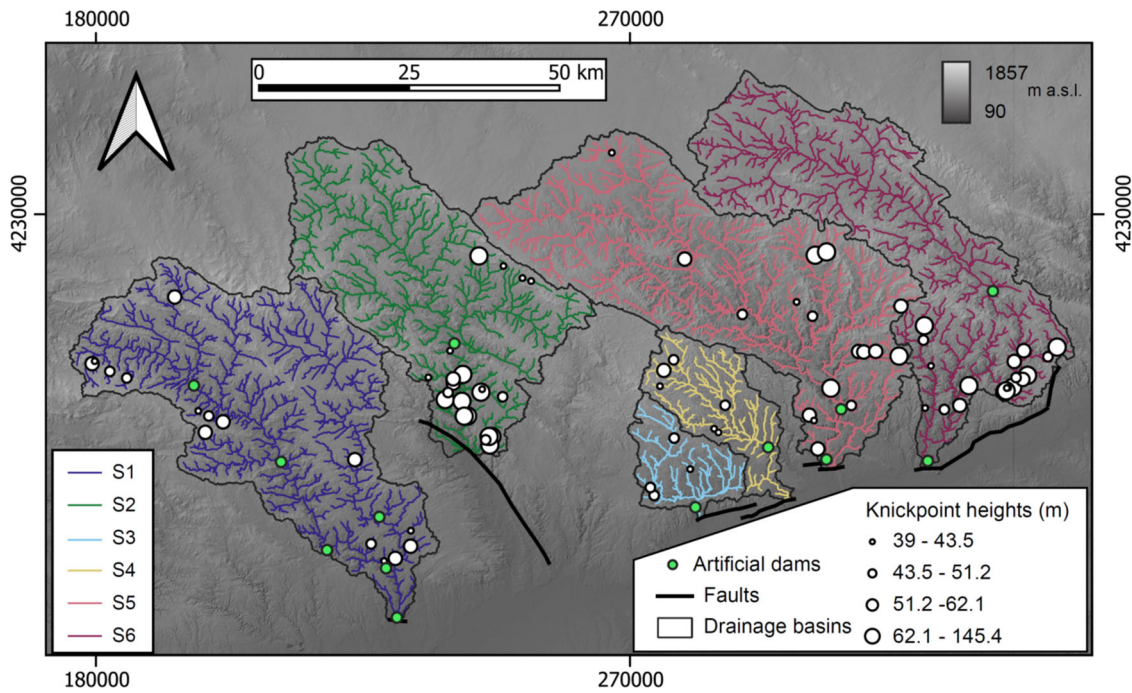 180000 270000
0 25 50 km
1857
m a.s.l.
90
4230000 4230000
S1
S2
S3
S4
S5
S6
Knickpoint heights (m)
39 - 43.5
43.5 - 51.2
51.2 -62.1
62.1 - 145.4
Artificial dams
Faults
Drainage basins
180000 270000